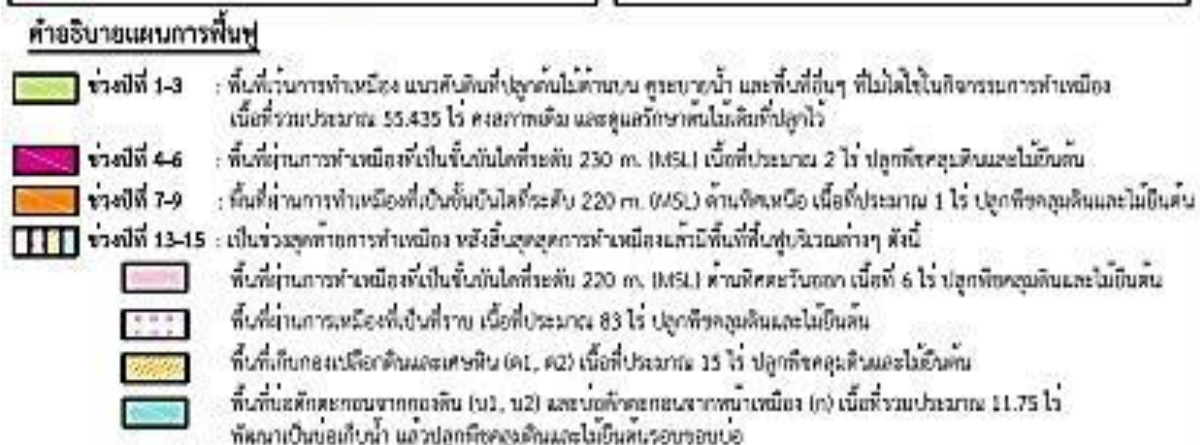 คำอธิบายแผนการฟื้นฟู
ช่วงปีที่ 1-3 : พื้นที่เว้นการทำเหมือง แนวคันดินที่ปลูกต้นไม้ด้านบน คูระบายน้ำ และพื้นที่อื่นๆ ที่ไม่ได้ใช้ในกิจกรรมการทำเหมือง
เนื้อที่รวมประมาณ 55.435 ไร่ คงสภาพเดิม และดูแลรักษาต้นไม้เดิมที่ปลูกไว้
ช่วงปีที่ 4-6 : พื้นที่ผ่านการทำเหมืองที่เป็นขั้นบันไดที่ระดับ 230 m. (MSL) เนื้อที่ประมาณ 2 ไร่ ปลูกพืชคลุมดินและไม้ยืนต้น
ช่วงปีที่ 7-9 : พื้นที่ผ่านการทำเหมืองที่เป็นขั้นบันไดที่ระดับ 220 m. (MSL) ด้านทิศเหนือ เนื้อที่ประมาณ 1 ไร่ ปลูกพืชคลุมดินและไม้ยืนต้น
ช่วงปีที่ 13-15 : เป็นช่วงสุดท้ายการทำเหมือง หลังสิ้นสุดสุดการทำเหมืองแล้วมีพื้นที่ฟื้นฟูบริเวณต่างๆ ดังนี้
พื้นที่ผ่านการทำเหมืองที่เป็นขั้นบันไดที่ระดับ 220 m. (MSL) ด้านทิศตะวันออก เนื้อที่ 6 ไร่ ปลูกพืชคลุมดินและไม้ยืนต้น
พื้นที่ผ่านการเหมืองที่เป็นที่ราบ เนื้อที่ประมาณ 83 ไร่ ปลูกพืชคลุมดินและไม้ยืนต้น
พื้นที่เก็บกองเปลือกดินและเศษหิน (ด1, ด2) เนื้อที่ประมาณ 15 ไร่ ปลูกพืชคลุมดินและไม้ยืนต้น
พื้นที่บ่อดักตะกอนจากกองดิน (บ1, บ2) และบ่อดักตะกอนจากหน้าเหมือง (ก) เนื้อที่รวมประมาณ 11.75 ไร่
พัฒนาเป็นบ่อเก็บน้ำ แล้วปลูกพืชคลุมดินและไม้ยืนต้นรอบขอบบ่อ